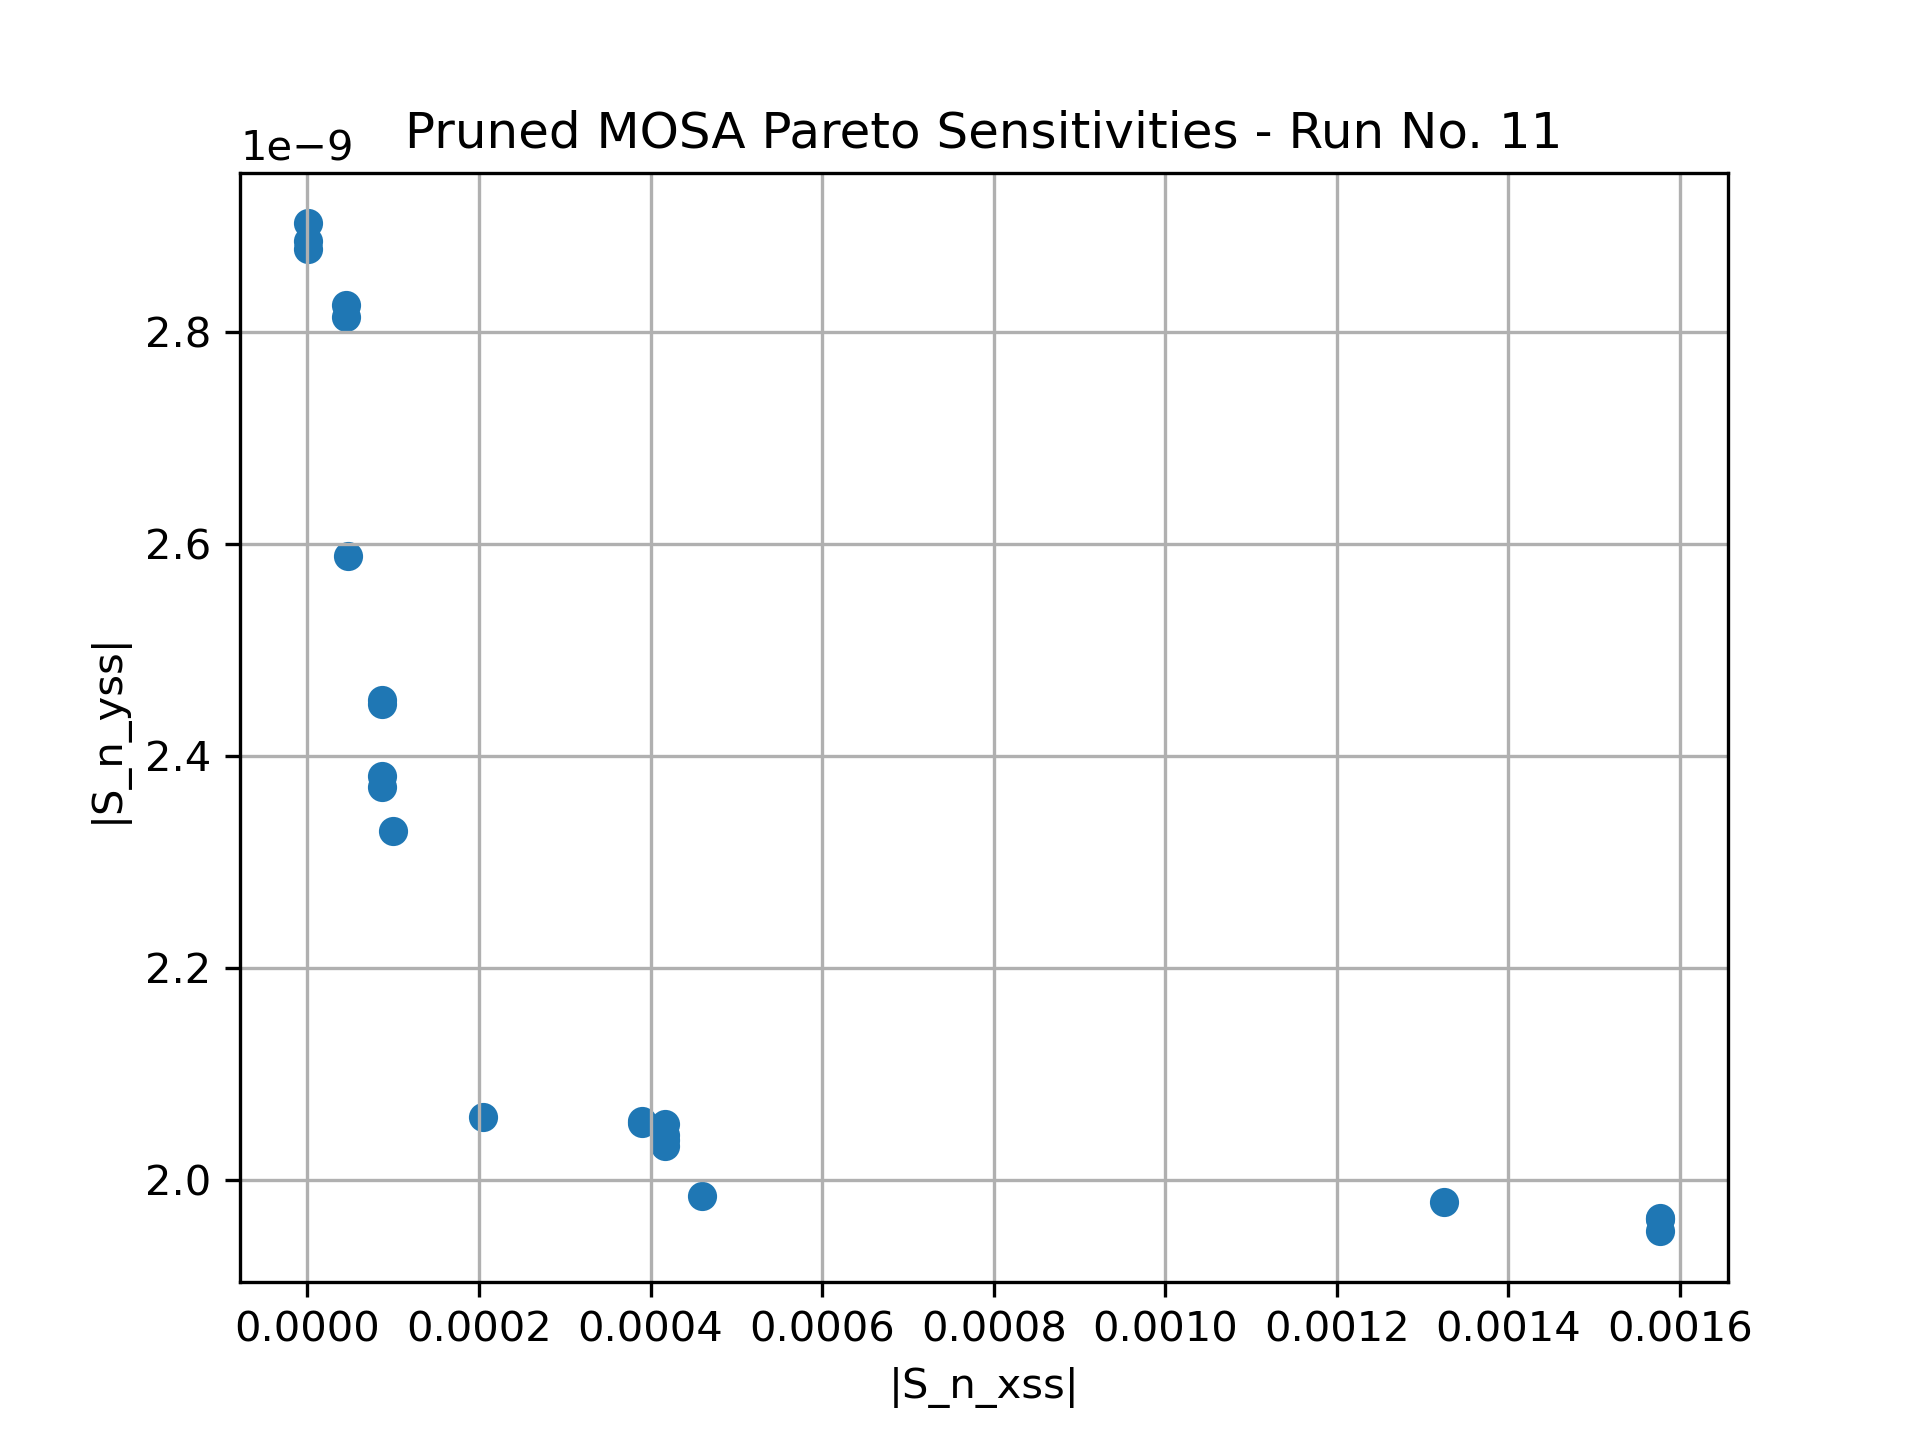 Pruned MOSA Pareto Sensitivities - Run No. 11
1e−9
2.8
2.6
2.4
2.2
2.0
|S_n_yss|
0.0000 0.0002 0.0004 0.0006 0.0008 0.0010 0.0012 0.0014 0.0016
|S_n_xss|